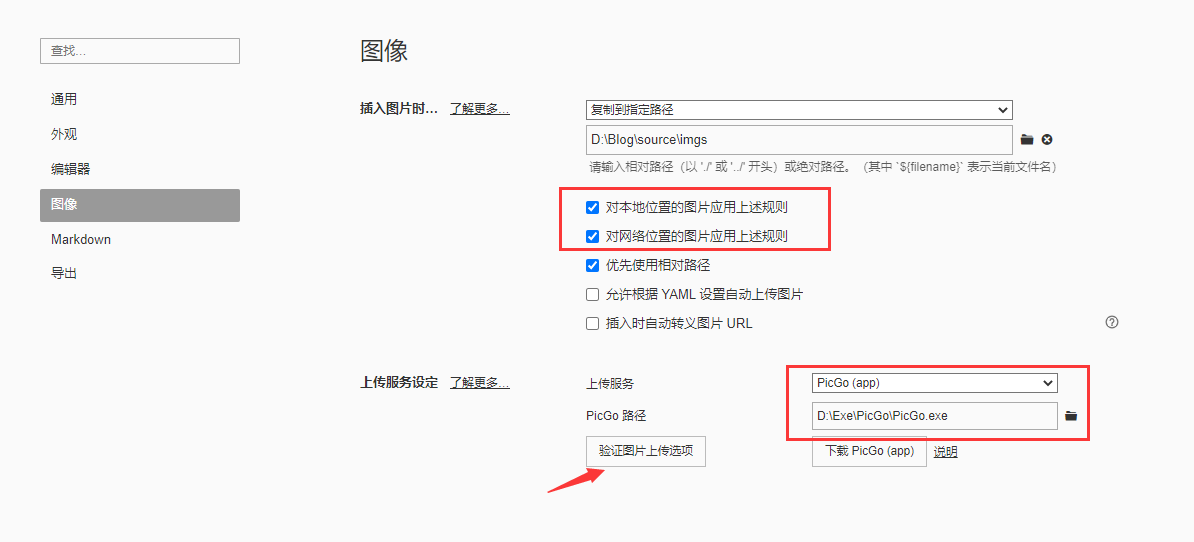 查找...
通用
外观
编辑器
图像
Markdown
导出
图像
插入图片时... 了解更多... 复制到指定路径
D:\Blog\source\imgs
请输入相对路径（以 './' 或 '../' 开头）或绝对路径。（其中 `${filename}` 表示当前文件名）
对本地位置的图片应用上述规则
对网络位置的图片应用上述规则
优先使用相对路径
允许根据 YAML 设置自动上传图片
插入时自动转义图片 URL
上传服务设定 了解更多... 上传服务 PicGo (app)
PicGo 路径 D:\Exe\PicGo\PicGo.exe
验证图片上传选项 下载 PicGo (app) 说明